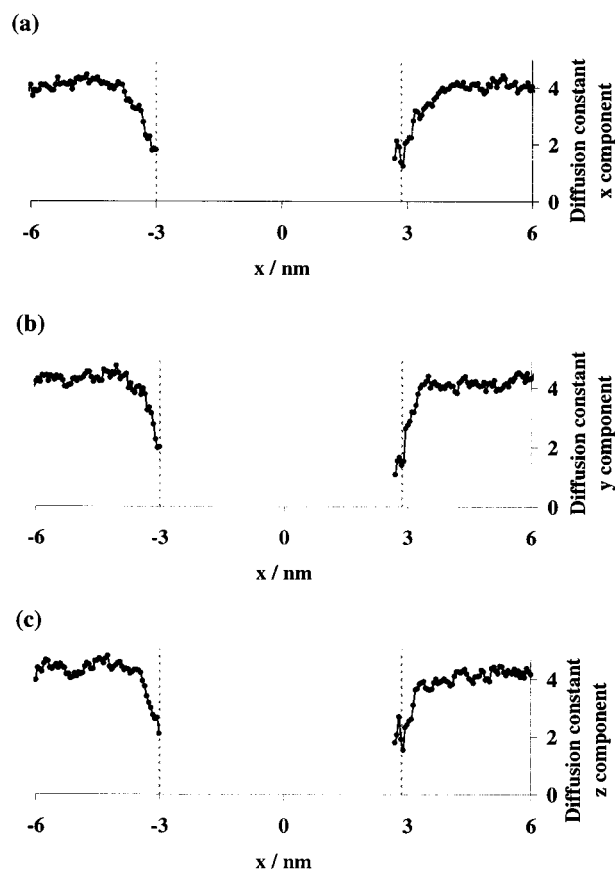 (a)
4
2
0
Diffusion constant
x component
-6 -3 0 3 6
x / nm
(b)
4
2
0
Diffusion constant
y component
-6 -3 0 3 6
x / nm
(c)
4
2
0
Diffusion constant
z component
-6 -3 0 3 6
x / nm